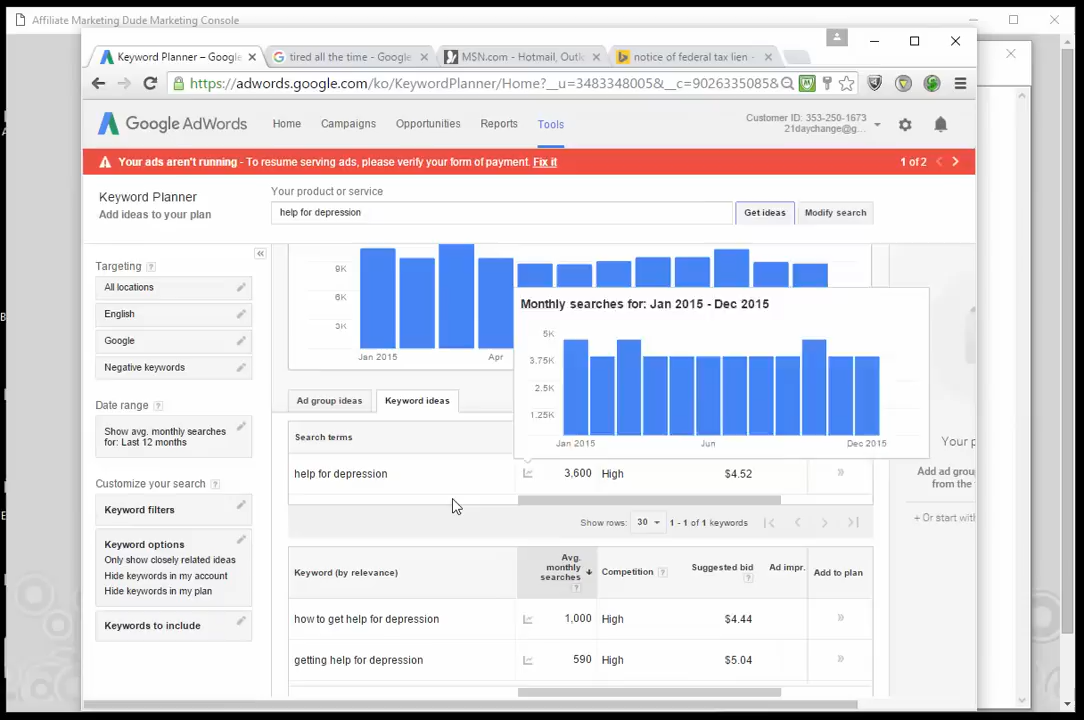 Affiliate Marketing Dude Marketing Console
Keyword Planner – Google
tired all the time - Google
MSN.com - Hotmail, Outl
notice of federal tax lien -
https://adwords.google.com/ko/KeywordPlanner/Home?__u=3483348005&__c=9026335085&
Google AdWords
Home
Campaigns
Opportunities
Reports
Tools
Customer ID: 353-250-1673
21daychange@g...
Your ads aren't running - To resume serving ads, please verify your form of payment. Fix it
1 of 2
Keyword Planner
Add ideas to your plan
Your product or service
help for depression
Get ideas
Modify search
Targeting ?
All locations
English
Google
Negative keywords
Date range ?
Show avg. monthly searches
for: Last 12 months
Customize your search ?
Keyword filters
Keyword options
Only show closely related ideas
Hide keywords in my account
Hide keywords in my plan
Keywords to include
9K
6K
3K
Jan 2015
Apr
Monthly searches for: Jan 2015 - Dec 2015
5K
3.75K
2.5K
1.25K
Jan 2015
Jun
Dec 2015
Ad group ideas
Keyword ideas
Search terms
help for depression
3,600
High
$4.52
Show rows: 30
1 - 1 of 1 keywords
Keyword (by relevance)
Avg.
monthly
searches
?
Competition ?
Suggested bid
?
Ad impr.
Add to plan
how to get help for depression
1,000
High
$4.44
getting help for depression
590
High
$5.04
Your p
Add ad grou
from the
+ Or start with